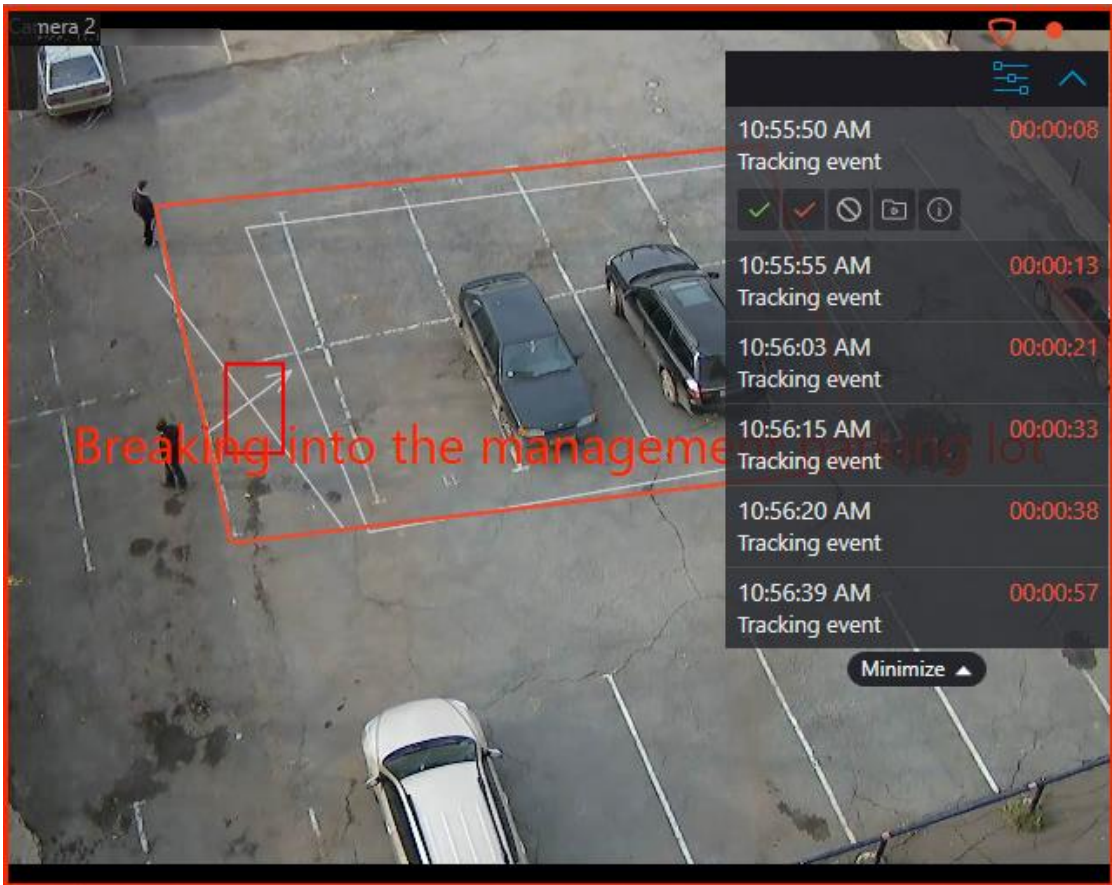 Camera 2
10:55:50 AM 00:00:08
Tracking event
10:55:55 AM 00:00:13
Tracking event
10:56:03 AM 00:00:21
Tracking event
Breaking into the management parking lot
10:56:15 AM 00:00:33
Tracking event
10:56:20 AM 00:00:38
Tracking event
10:56:39 AM 00:00:57
Tracking event
Minimize